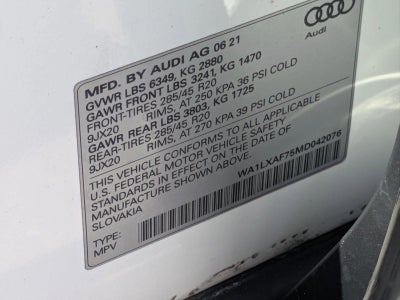 MFD. BY AUDI AG 06 21
GVWR LBS 6349, KG 2880
GAWR FRONT LBS 3241, KG 1470
FRONT-TIRES 285/45 R20
9JX20 RIMS, AT 250 KPA 36 PSI COLD
GAWR REAR LBS 3803, KG 1725
REAR-TIRES 285/45 R20
9JX20 RIMS, AT 270 KPA 39 PSI COLD
THIS VEHICLE CONFORMS TO ALL APPLICABLE
U.S. FEDERAL MOTOR VEHICLE SAFETY
STANDARDS IN EFFECT ON THE DATE OF
MANUFACTURE SHOWN ABOVE.
SLOVAKIA WA1LXAF75MD042076
TYPE:
MPV
Audi